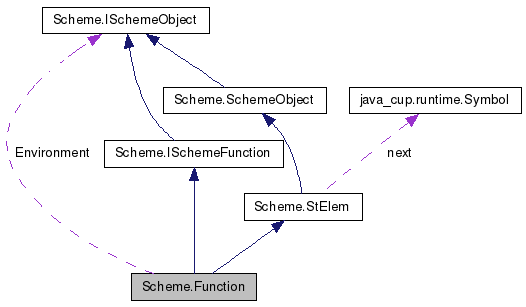 Scheme.ISchemeObject
Scheme.SchemeObject
java_cup.runtime.Symbol
Environment
Scheme.ISchemeFunction
next
Scheme.StElem
Scheme.Function